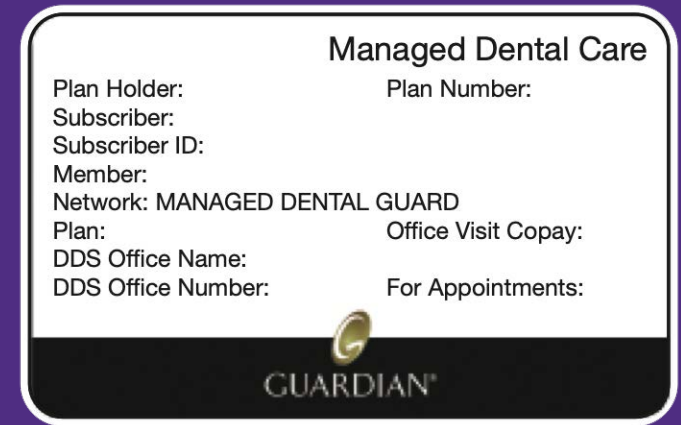 Managed Dental Care
Plan Holder: Plan Number:
Subscriber:
Subscriber ID:
Member:
Network: MANAGED DENTAL GUARD
Plan: Office Visit Copay:
DDS Office Name:
DDS Office Number: For Appointments:
GUARDIAN®